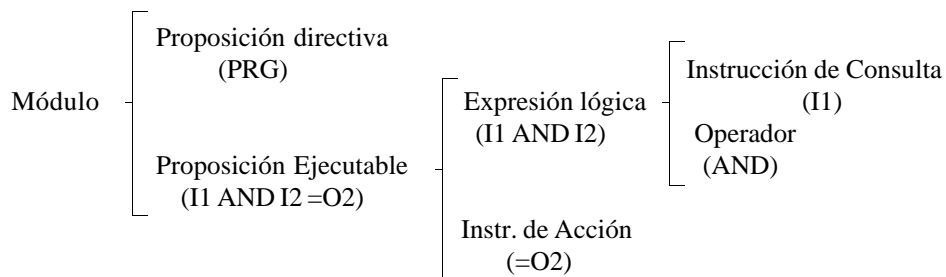 Módulo
Proposición directiva
(PRG)
Proposición Ejecutable
(I1 AND I2 =O2)
Expresión lógica
(I1 AND I2)
Instr. de Acción
(=O2)
Instrucción de Consulta
(I1)
Operador
(AND)